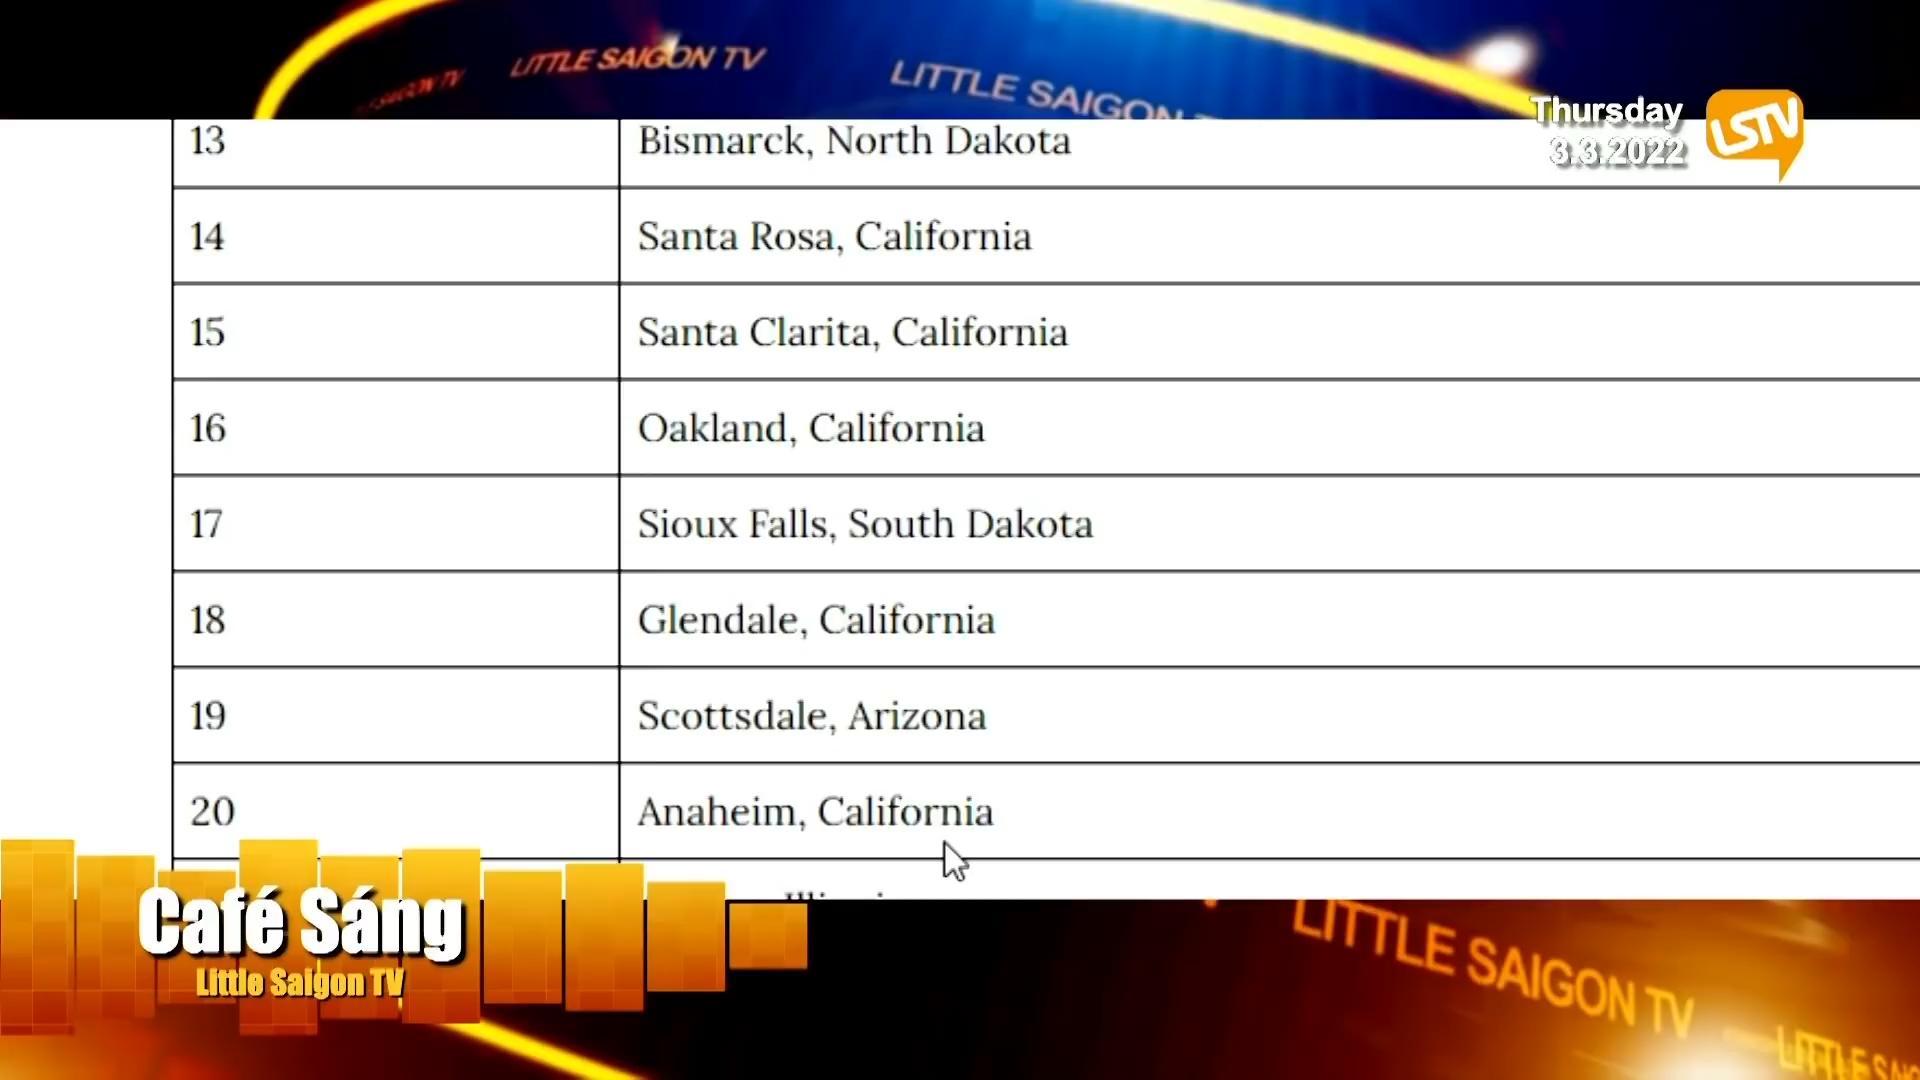 LITTLE SAIGON TV
LITTLE SAIGON
SAIGON TV
Thursday
3.3.2022
LSTV
13 Bismarck, North Dakota
14 Santa Rosa, California
15 Santa Clarita, California
16 Oakland, California
17 Sioux Falls, South Dakota
18 Glendale, California
19 Scottsdale, Arizona
20 Anaheim, California
Café Sáng
Little Saigon TV
LITTLE SAIGON TV
LITTLE